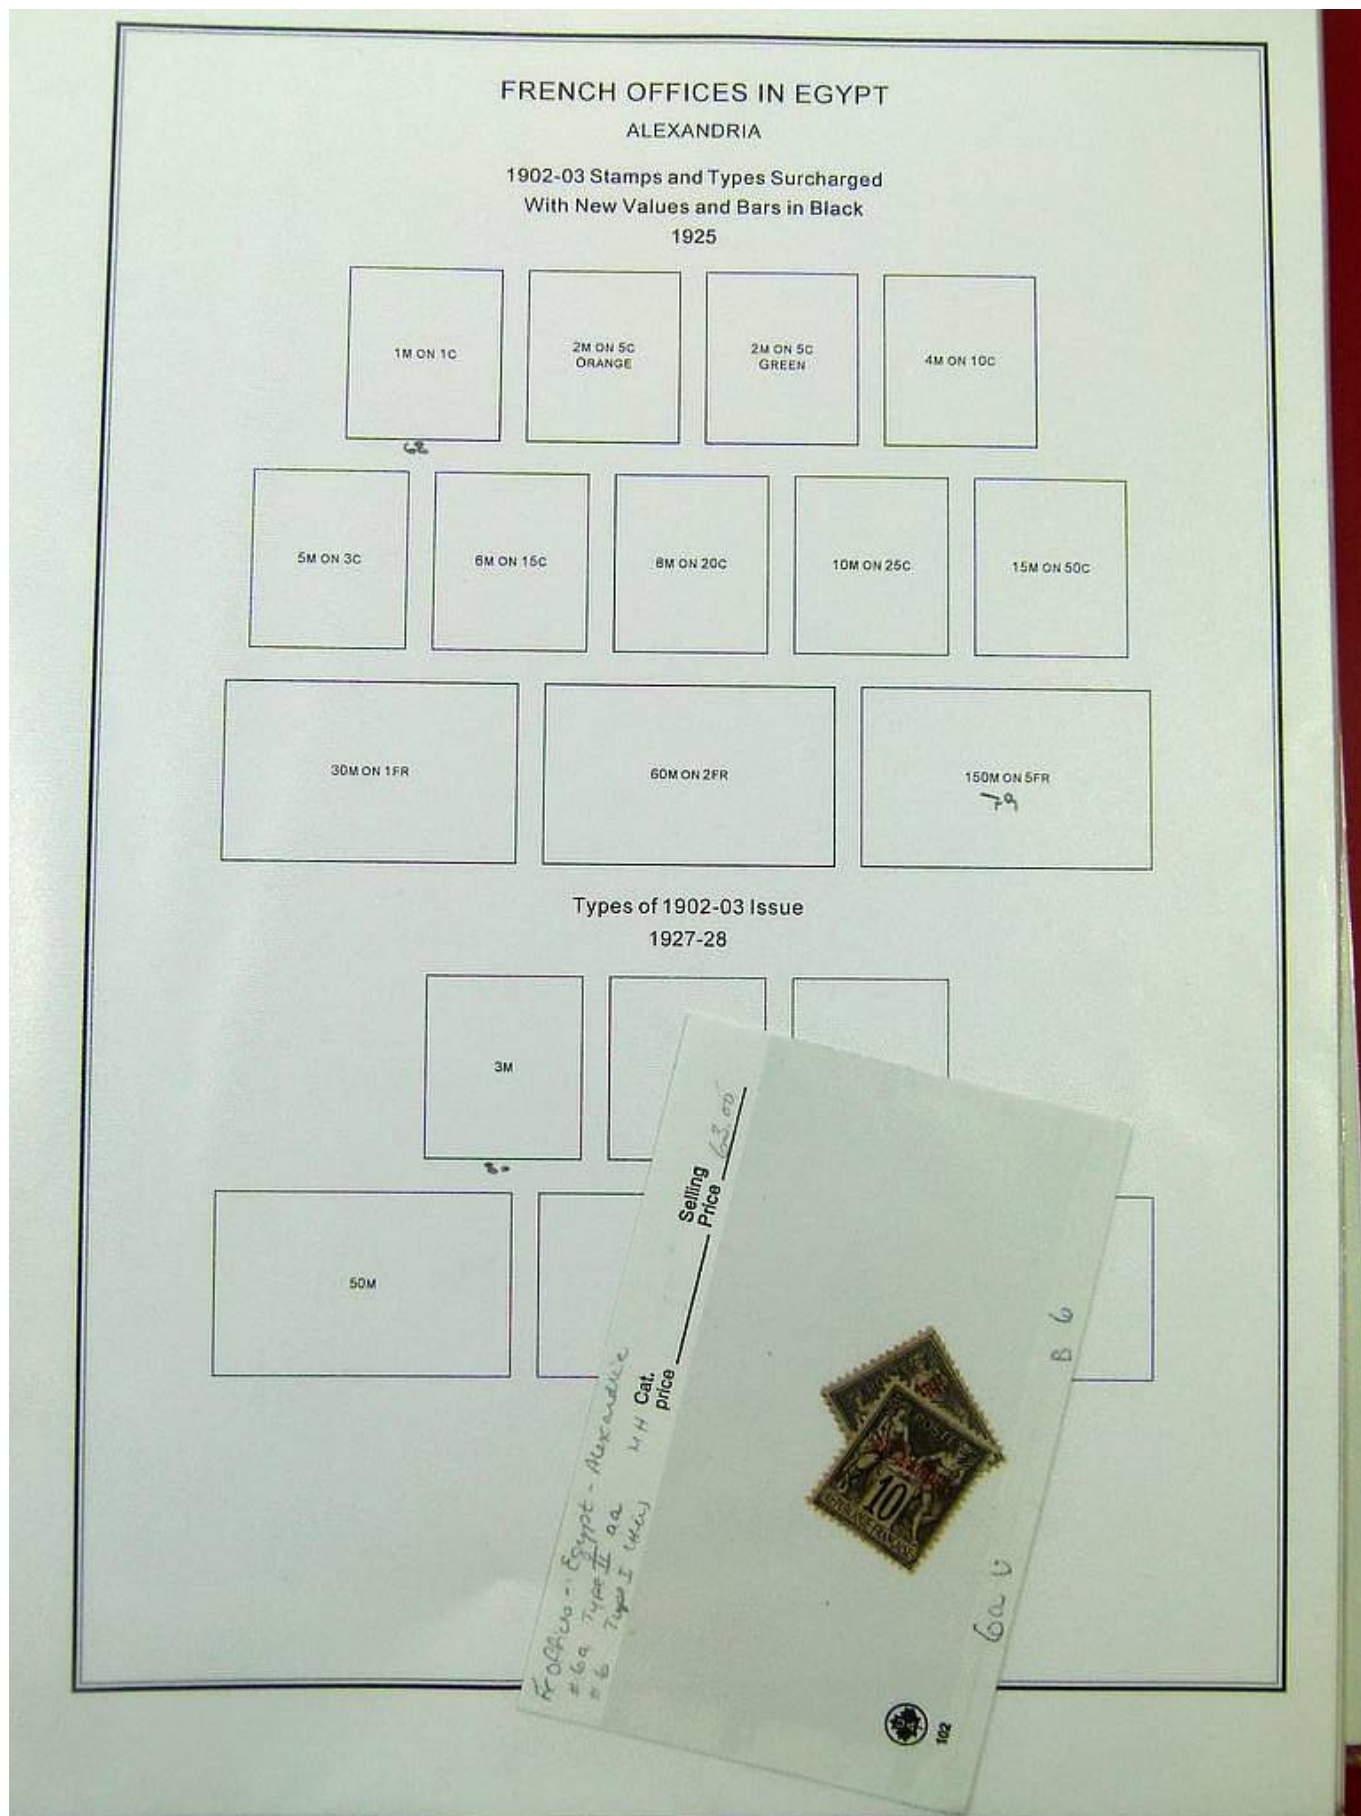 FRENCH OFFICES IN EGYPT
ALEXANDRIA
1902-03 Stamps and Types Surcharged
With New Values and Bars in Black
1925
1M ON 1C
2M ON 5C
ORANGE
2M ON 5C
GREEN
4M ON 10C
68
5M ON 3C
6M ON 15C
8M ON 20C
10M ON 25C
15M ON 50C
30M ON 1FR
60M ON 2FR
150M ON 5FR
79
Types of 1902-03 Issue
1927-28
3M
80
50M
Fr Offices - Egypt - Alexandrie
#6a Type II
#6 Type I MH
Cat.
price
Selling
Price 63.00
POSTE
10
B 6
6a U
102